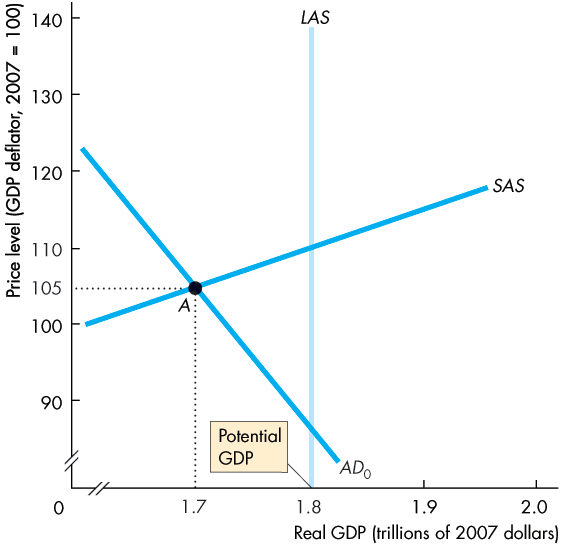 Price level (GDP deflator, 2007 = 100)
140
LAS
130
120
SAS
110
105
A
100
90
Potential
GDP
AD0
0
1.7
1.8
1.9
2.0
Real GDP (trillions of 2007 dollars)